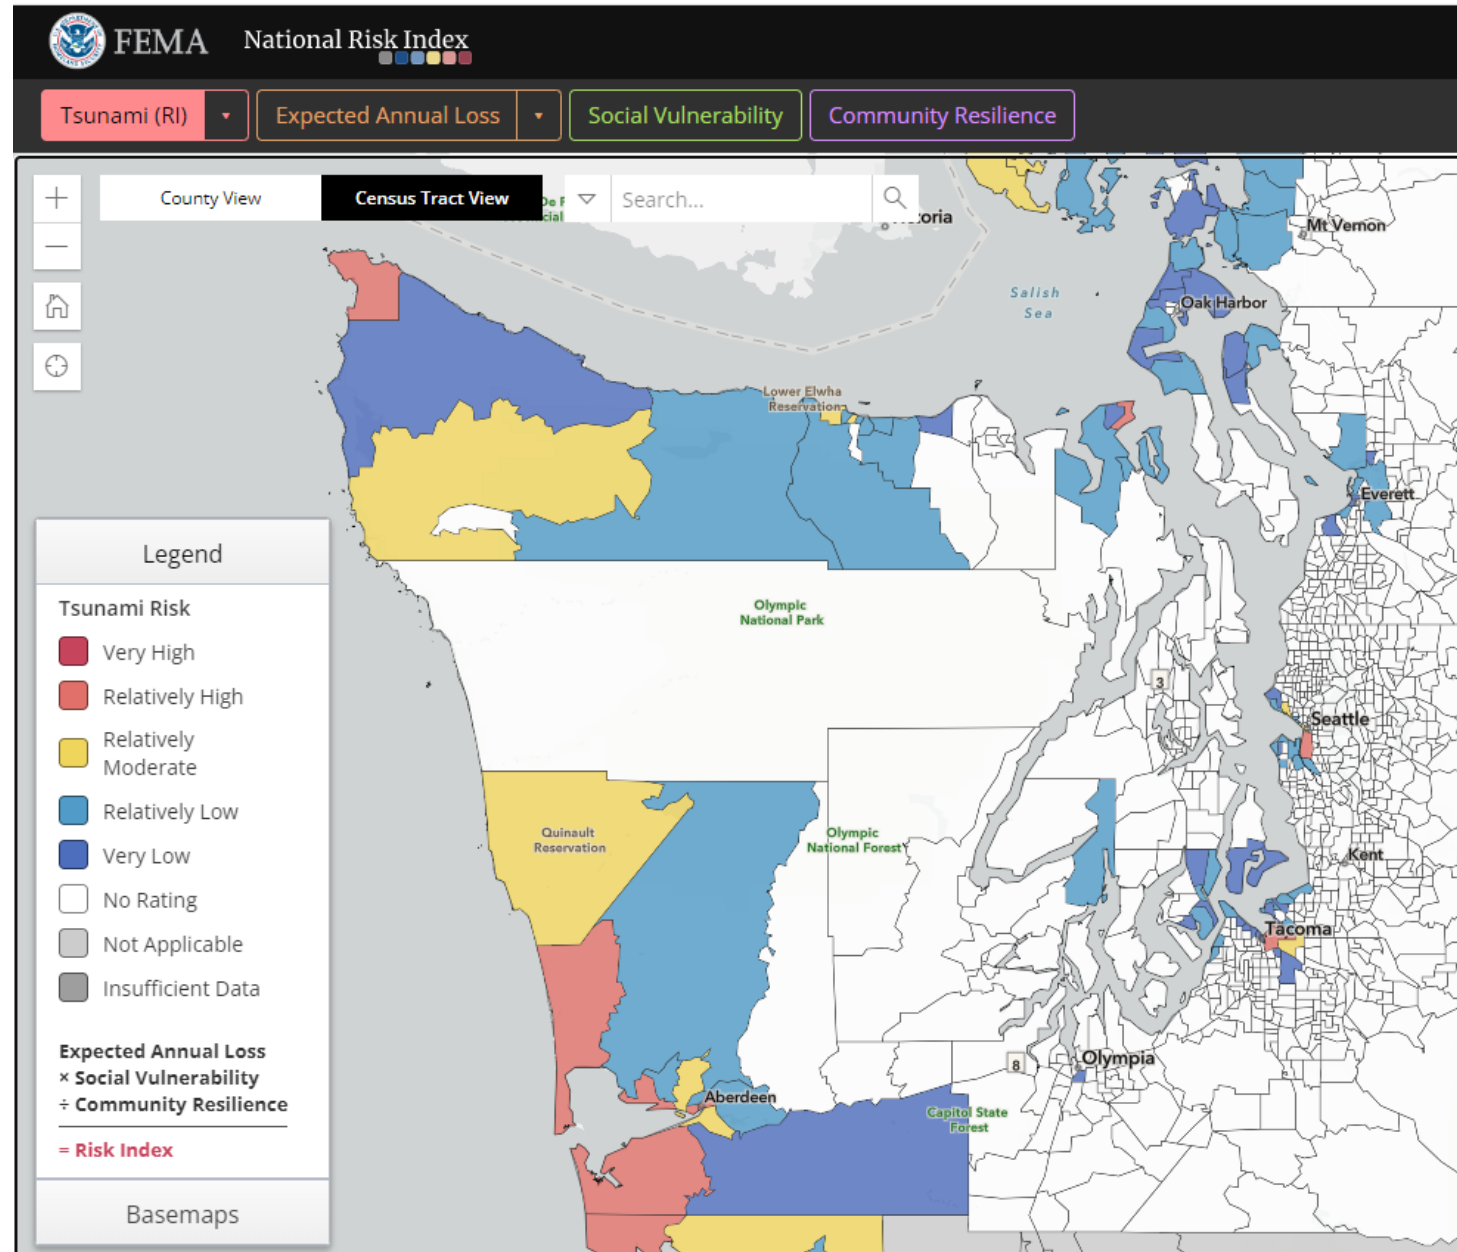 FEMA
National Risk Index
Tsunami (RI)
Expected Annual Loss
Social Vulnerability
Community Resilience
County View
Census Tract View
Search...
Mt Vernon
Salish
Sea
Oak Harbor
Lower Elwha
Reservation
Everett
Legend
Tsunami Risk
Very High
Relatively High
Relatively
Moderate
Relatively Low
Very Low
No Rating
Not Applicable
Insufficient Data
Expected Annual Loss
× Social Vulnerability
÷ Community Resilience
= Risk Index
Basemaps
Olympic
National Park
3
Seattle
Quinault
Reservation
Olympic
National Forest
Kent
Tacoma
8
Olympia
Aberdeen
Capitol State
Forest